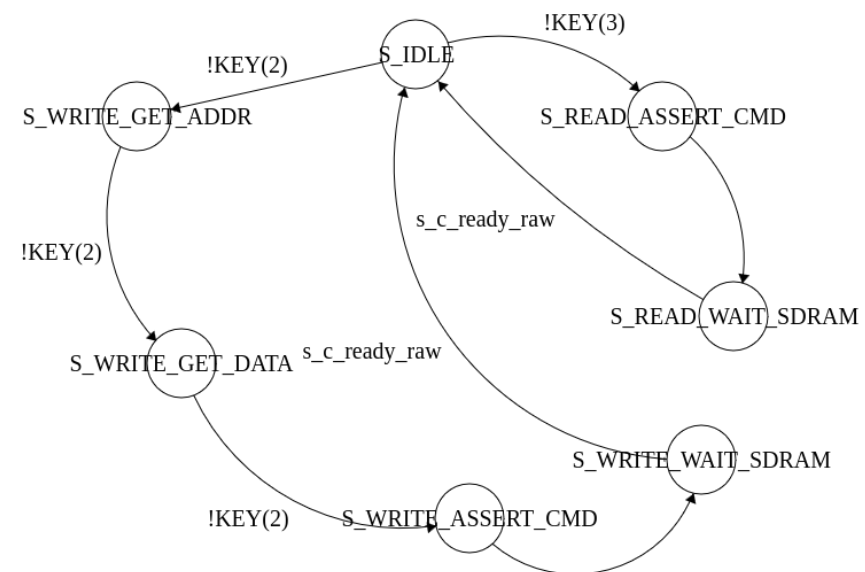 !KEY(3)
S_IDLE
!KEY(2)
S_WRITE_GET_ADDR
S_READ_ASSERT_CMD
s_c_ready_raw
!KEY(2)
S_READ_WAIT_SDRAM
s_c_ready_raw
S_WRITE_GET_DATA
S_WRITE_WAIT_SDRAM
!KEY(2)
S_WRITE_ASSERT_CMD